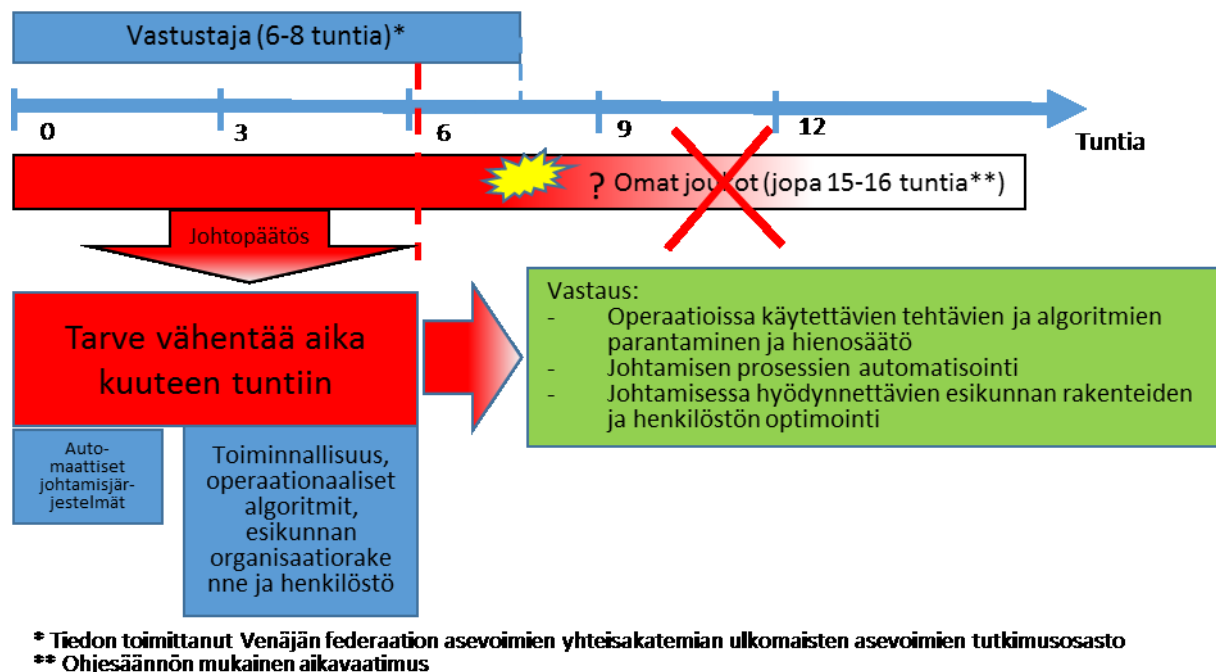 Vastustaja (6-8 tuntia)*
0
3
6
9
12
Tuntia
? Omat joukot (jopa 15-16 tuntia**)
Johtopäätös
Tarve vähentää aika
kuuteen tuntiin
Vastaus:
- Operaatioissa käytettävien tehtävien ja algoritmien
parantaminen ja hienosäätö
- Johtamisen prosessien automatisointi
- Johtamisessa hyödynnettävien esikunnan rakenteiden
ja henkilöstön optimointi
Auto-
maattiset
johtamisjär-
jestelmät
Toiminnallisuus,
operaationaaliset
algoritmit,
esikunnan
organisaatiorake
nne ja henkilöstö
* Tiedon toimittanut Venäjän federaation asevoimien yhteisakatemian ulkomaisten asevoimien tutkimusosasto
** Ohjesäännön mukainen aikavaatimus